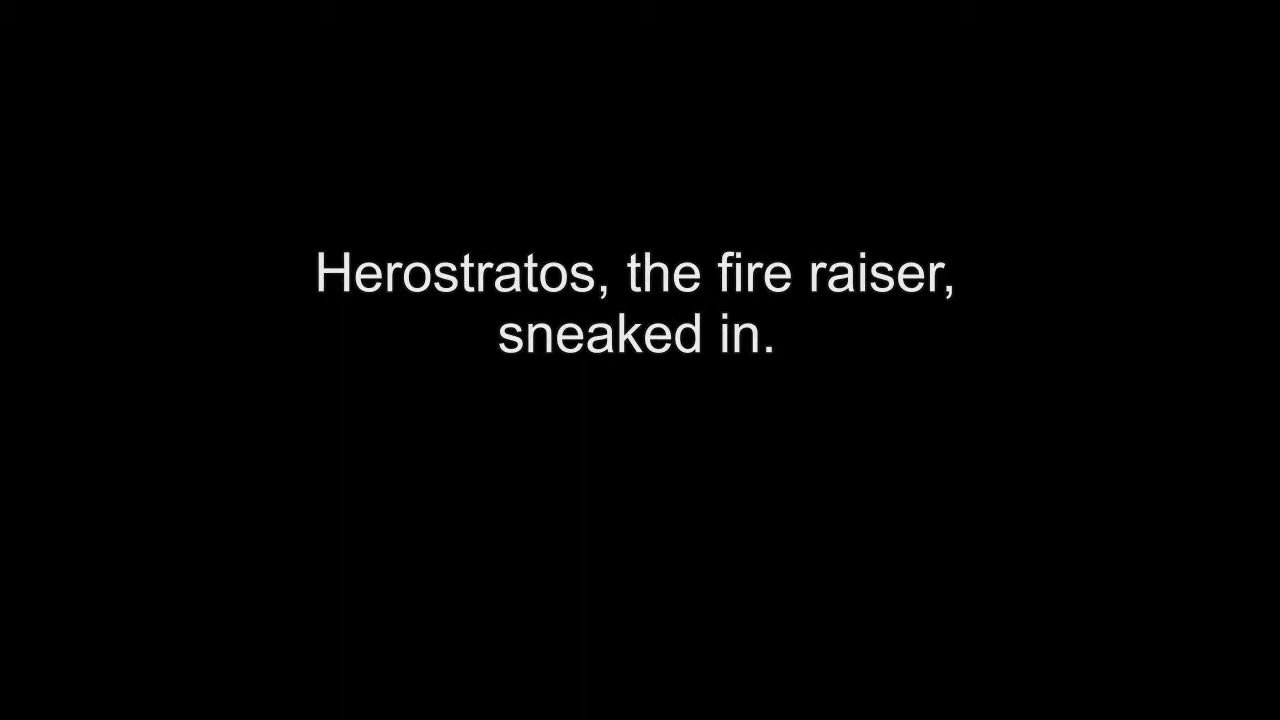 Herostratos, the fire raiser,
sneaked in.